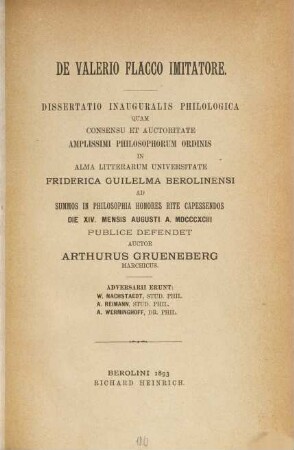 DE VALERIO FLACCO IMITATORE.
DISSERTATIO INAUGURALIS PHILOLOGICA
QUAM
CONSENSU ET AUCTORITATE
AMPLISSIMI PHILOSOPHORUM ORDINIS
IN
ALMA LITTERARUM UNIVERSITATE
FRIDERICA GUILELMA BEROLINENSI
AD
SUMMOS IN PHILOSOPHIA HONORES RITE CAPESSENDOS
DIE XIV. MENSIS AUGUSTI A. MDCCCXCIII
PUBLICE DEFENDET
AUCTOR
ARTHURUS GRUENEBERG
MARCHICUS.
ADVERSARII ERUNT:
W. NACHSTAEDT, STUD. PHIL.
A. REIMANN, STUD. PHIL.
A. WERMINGHOFF, DR. PHIL.
BEROLINI 1893
RICHARD HEINRICH.